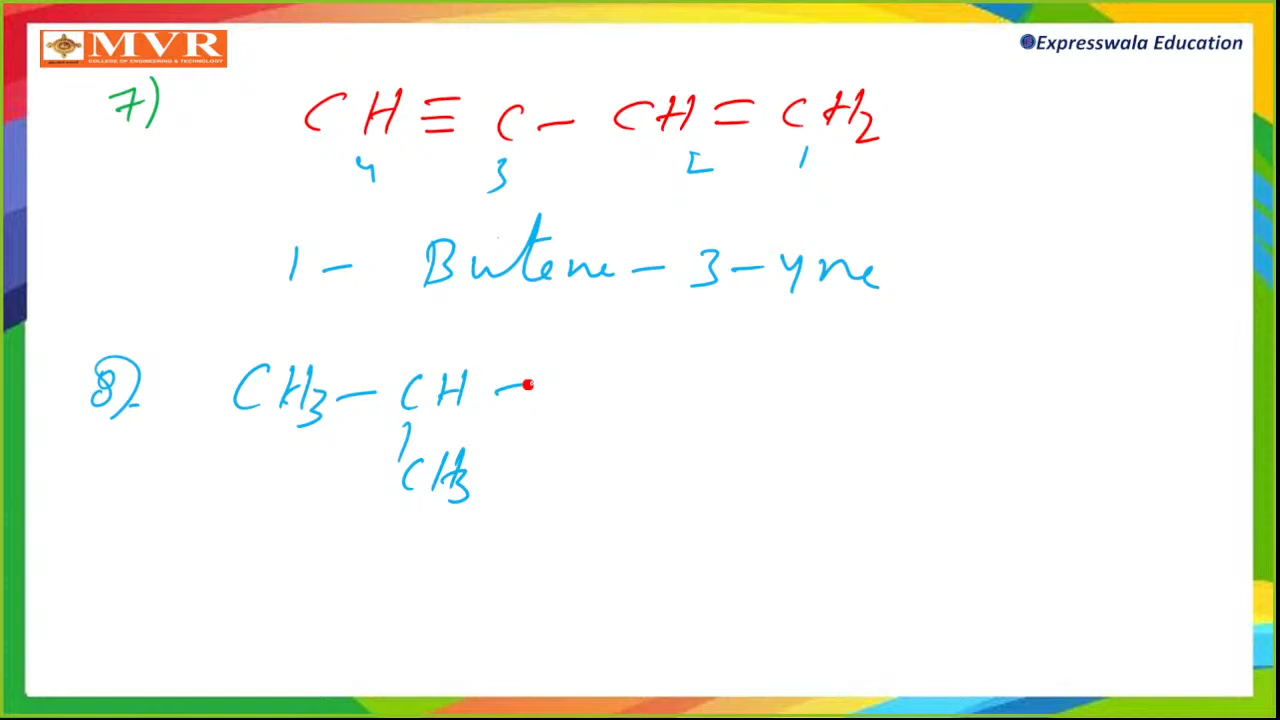 MVR
COLLEGE OF ENGINEERING & TECHNOLOGY
Expresswala Education
7) CH ≡ C - CH = CH2
4 3 2 1
1 - Butene - 3 - yne
8) CH3 - CH -
CH3